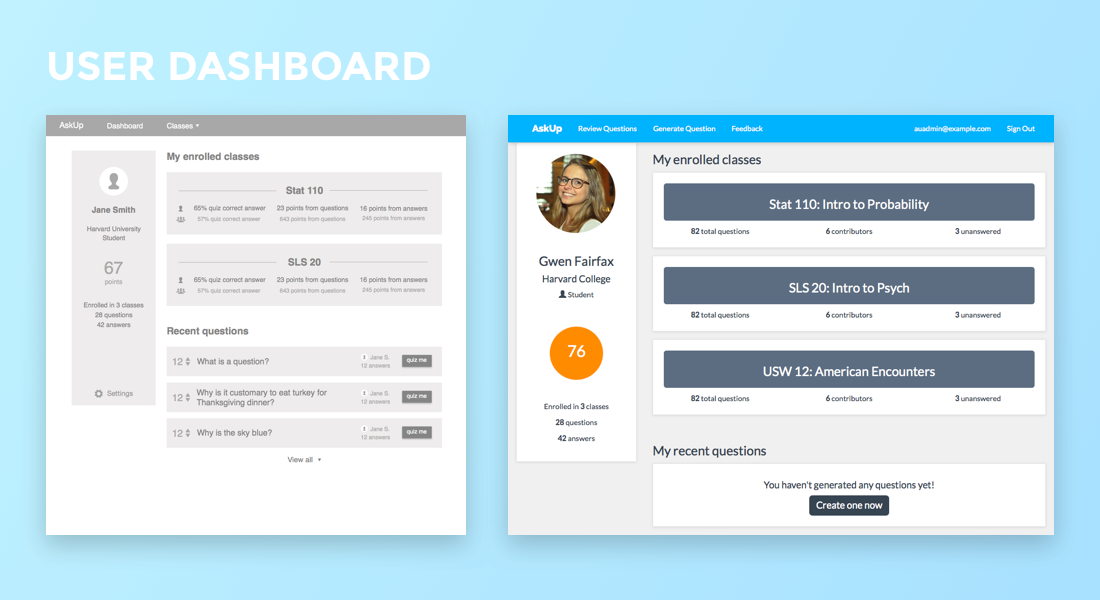 USER DASHBOARD
AskUp Dashboard Classes
Jane Smith
Harvard University
Student
67
points
Enrolled in 3 classes
28 questions
42 answers
Settings
My enrolled classes
Stat 110
65% quiz correct answer 23 points from questions 16 points from answers
57% quiz correct answer 843 points from questions 245 points from answers
SLS 20
65% quiz correct answer 23 points from questions 16 points from answers
57% quiz correct answer 843 points from questions 245 points from answers
Recent questions
12 What is a question? Jane S. quiz me
12 answers
12 Why is it customary to eat turkey for
Thanksgiving dinner? Jane S. quiz me
12 answers
12 Why is the sky blue? Jane S. quiz me
12 answers
View all
AskUp Review Questions Generate Question Feedback auadmin@example.com Sign Out
Gwen Fairfax
Harvard College
Student
76
Enrolled in 3 classes
28 questions
42 answers
My enrolled classes
Stat 110: Intro to Probability
82 total questions 6 contributors 3 unanswered
SLS 20: Intro to Psych
82 total questions 6 contributors 3 unanswered
USW 12: American Encounters
82 total questions 6 contributors 3 unanswered
My recent questions
You haven't generated any questions yet!
Create one now